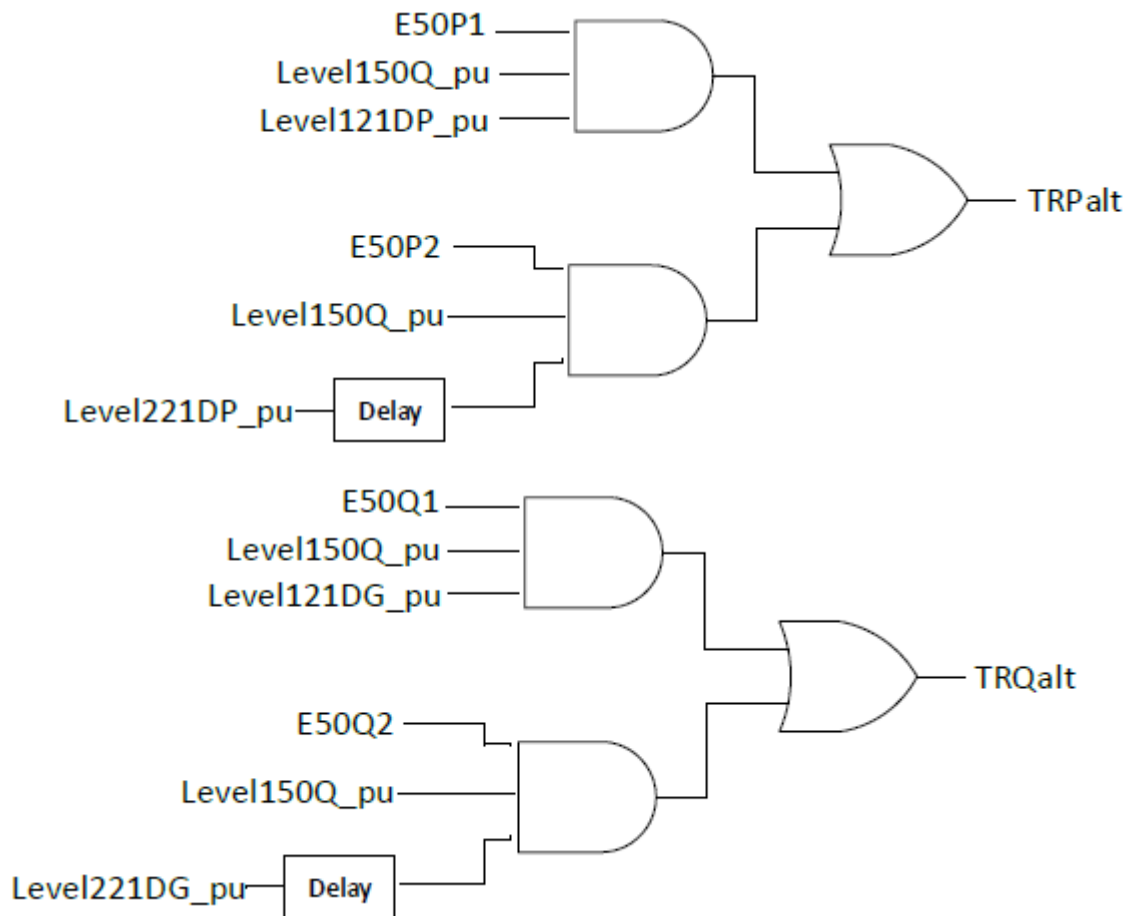 E50P1
Level150Q_pu
Level121DP_pu
TRPalt
E50P2
Level150Q_pu
Level221DP_pu
Delay
E50Q1
Level150Q_pu
Level121DG_pu
TRQalt
E50Q2
Level150Q_pu
Level221DG_pu
Delay